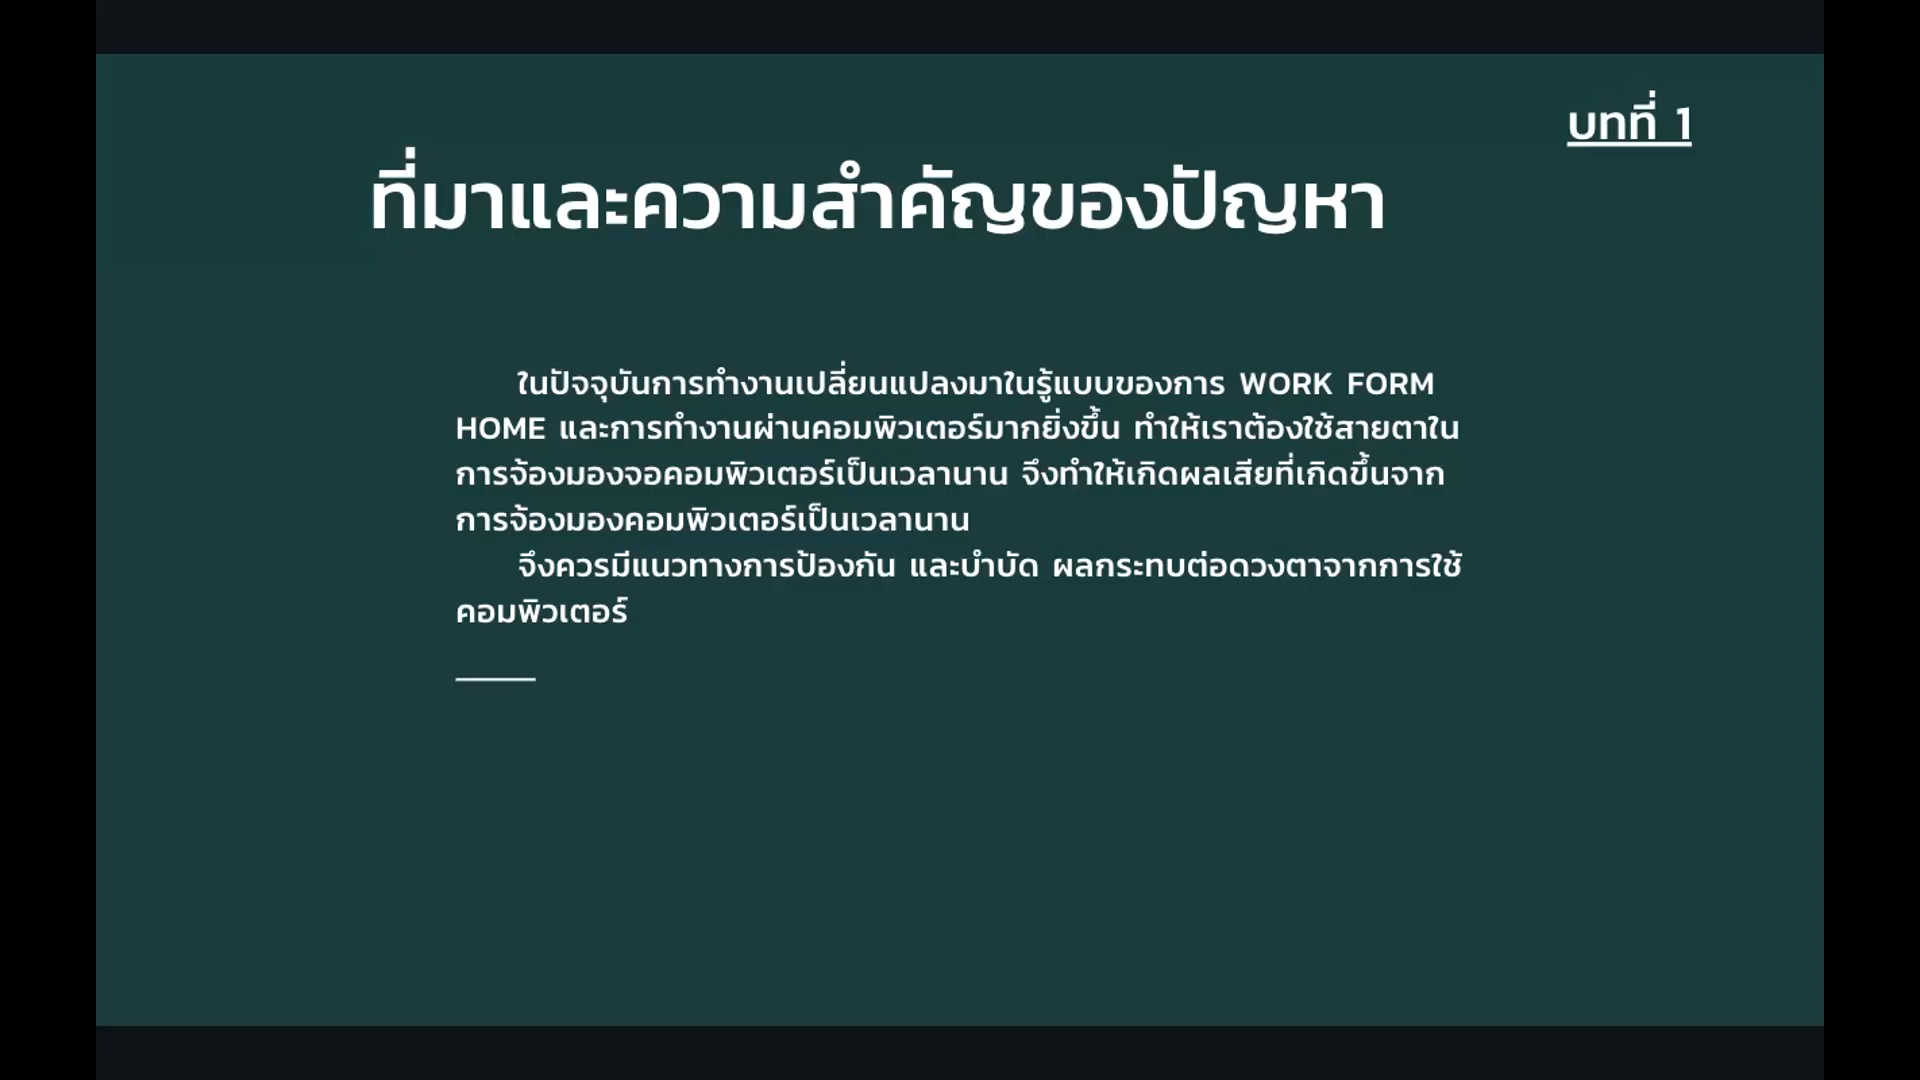 บทที่ 1
ที่มาและความสำคัญของปัญหา
ในปัจจุบันการทำงานเปลี่ยนแปลงมาในรู้แบบของการ WORK FORM
HOME และการทำงานผ่านคอมพิวเตอร์มากยิ่งขึ้น ทำให้เราต้องใช้สายตาใน
การจ้องมองจอคอมพิวเตอร์เป็นเวลานาน จึงทำให้เกิดผลเสียที่เกิดขึ้นจาก
การจ้องมองคอมพิวเตอร์เป็นเวลานาน
จึงควรมีแนวทางการป้องกัน และบำบัด ผลกระทบต่อดวงตาจากการใช้
คอมพิวเตอร์